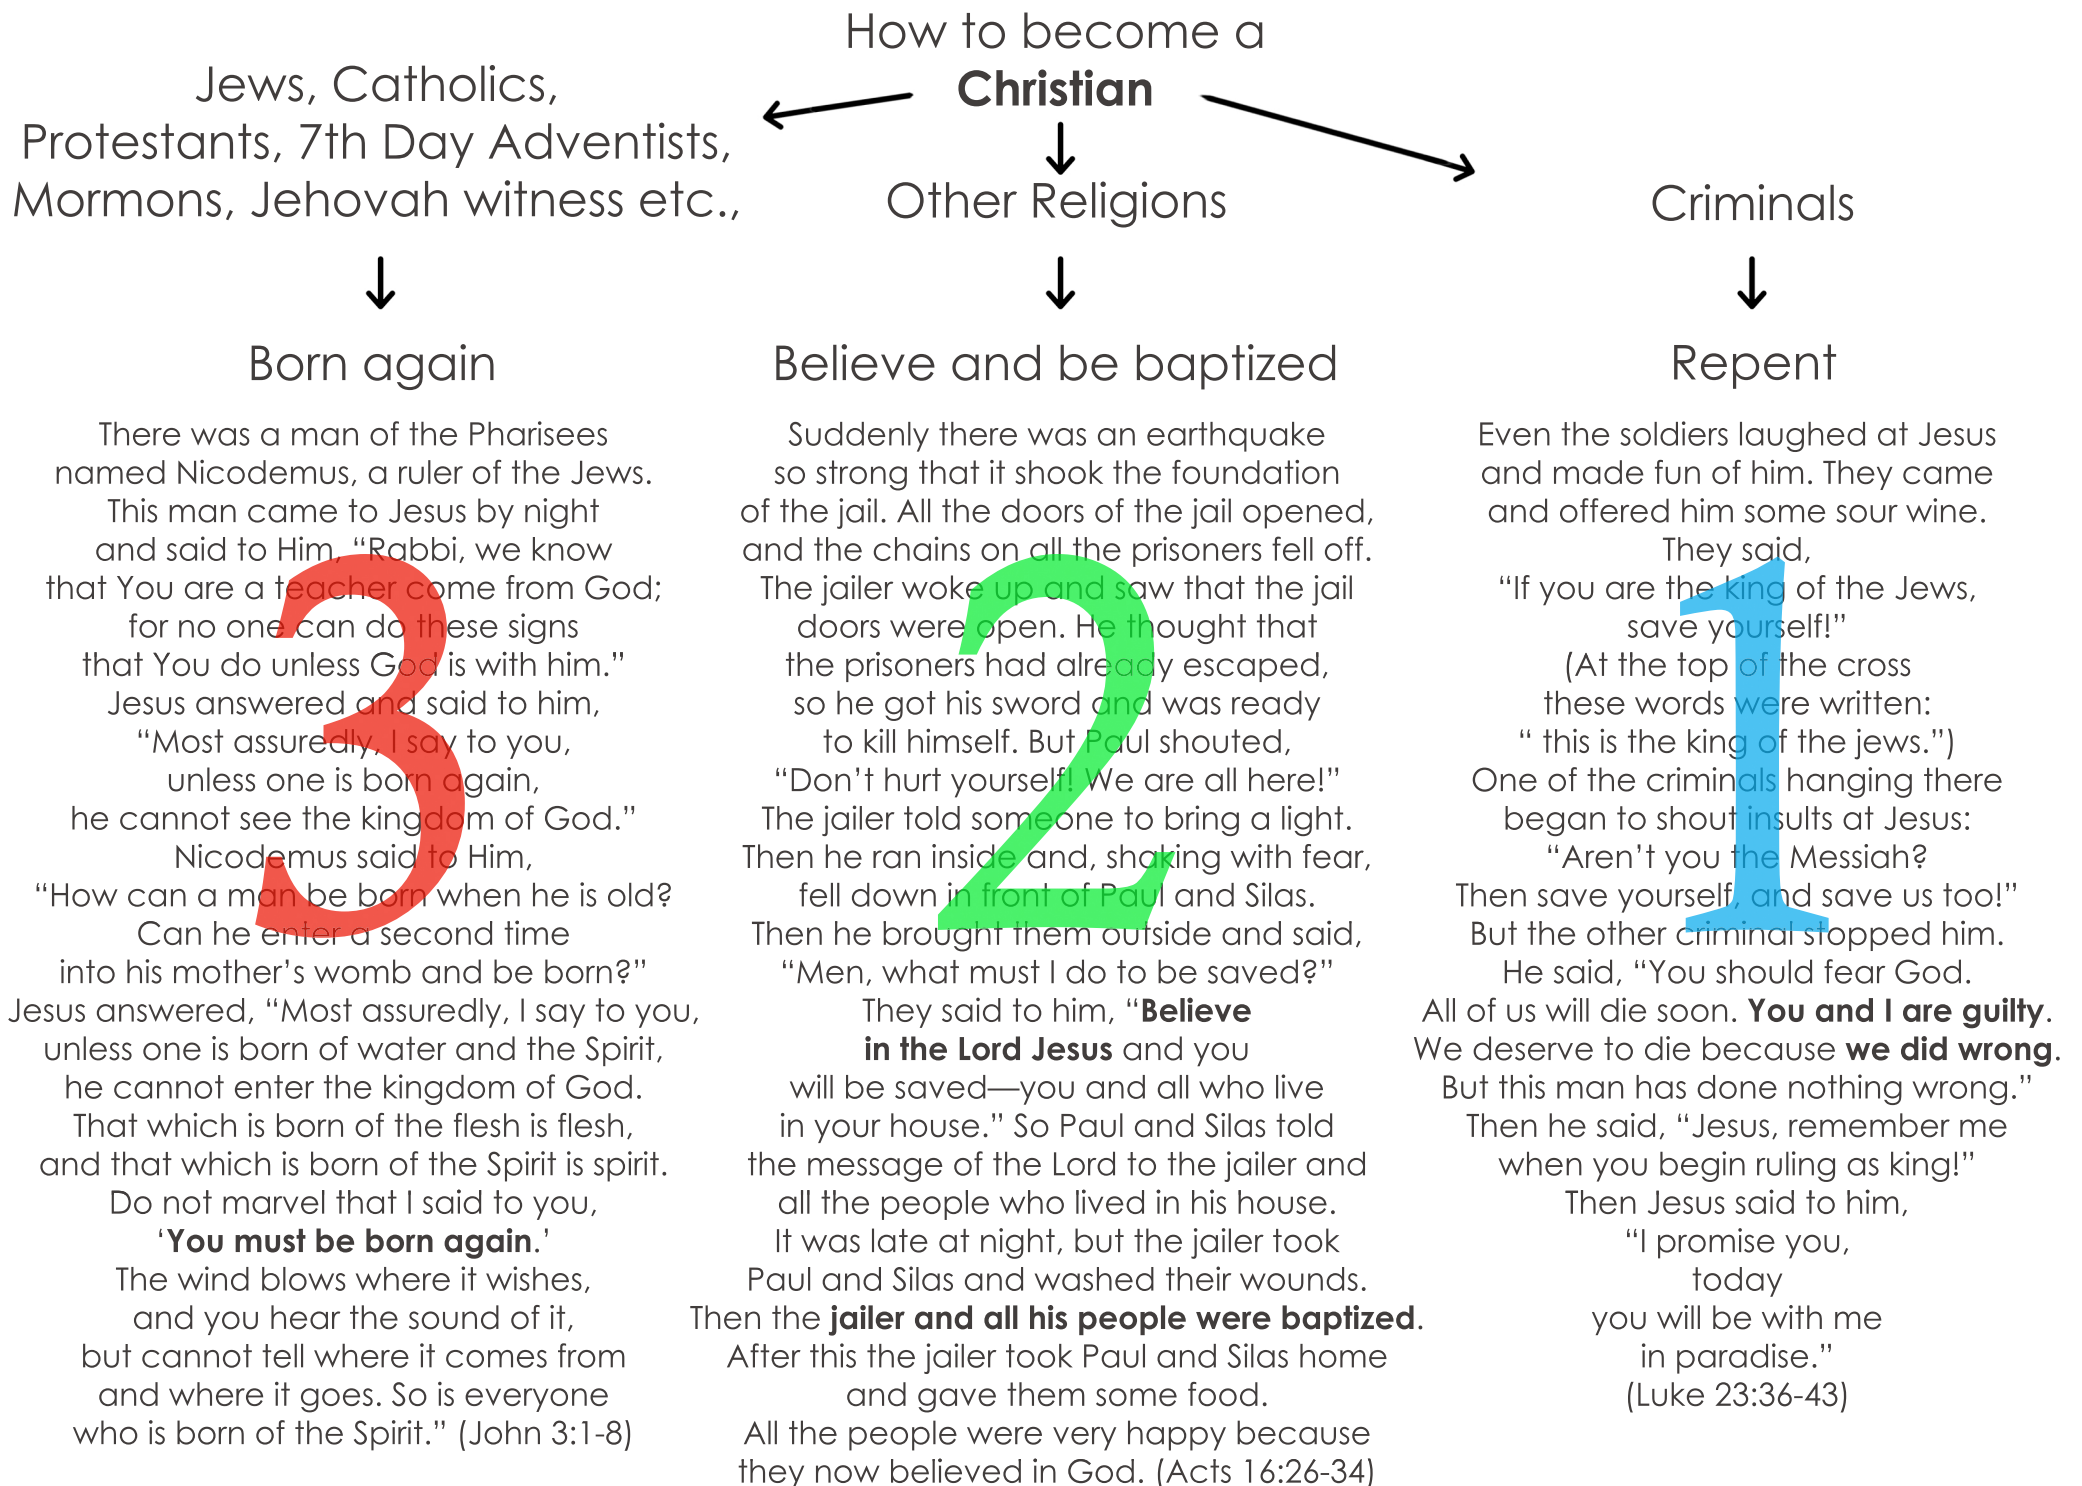 How to become a
Christian
Jews, Catholics,
Protestants, 7th Day Adventists,
Mormons, Jehovah witness etc.,
Born again
There was a man of the Pharisees
named Nicodemus, a ruler of the Jews.
This man came to Jesus by night
and said to Him, “Rabbi, we know
that You are a teacher come from God;
for no one can do these signs
that You do unless God is with him.”
Jesus answered and said to him,
“Most assuredly, I say to you,
unless one is born again,
he cannot see the kingdom of God.”
Nicodemus said to Him,
“How can a man be born when he is old?
Can he enter a second time
into his mother’s womb and be born?”
Jesus answered, “Most assuredly, I say to you,
unless one is born of water and the Spirit,
he cannot enter the kingdom of God.
That which is born of the flesh is flesh,
and that which is born of the Spirit is spirit.
Do not marvel that I said to you,
‘You must be born again.’
The wind blows where it wishes,
and you hear the sound of it,
but cannot tell where it comes from
and where it goes. So is everyone
who is born of the Spirit.” (John 3:1-8)
3
Other Religions
Believe and be baptized
Suddenly there was an earthquake
so strong that it shook the foundation
of the jail. All the doors of the jail opened,
and the chains on all the prisoners fell off.
The jailer woke up and saw that the jail
doors were open. He thought that
the prisoners had already escaped,
so he got his sword and was ready
to kill himself. But Paul shouted,
“Don’t hurt yourself! We are all here!”
The jailer told someone to bring a light.
Then he ran inside and, shaking with fear,
fell down in front of Paul and Silas.
Then he brought them outside and said,
“Men, what must I do to be saved?”
They said to him, “Believe
in the Lord Jesus and you
will be saved—you and all who live
in your house.” So Paul and Silas told
the message of the Lord to the jailer and
all the people who lived in his house.
It was late at night, but the jailer took
Paul and Silas and washed their wounds.
Then the jailer and all his people were baptized.
After this the jailer took Paul and Silas home
and gave them some food.
All the people were very happy because
they now believed in God. (Acts 16:26-34)
2
Criminals
Repent
Even the soldiers laughed at Jesus
and made fun of him. They came
and offered him some sour wine.
They said,
“If you are the king of the Jews,
save yourself!”
(At the top of the cross
these words were written:
“ this is the king of the jews.”)
One of the criminals hanging there
began to shout insults at Jesus:
“Aren’t you the Messiah?
Then save yourself, and save us too!”
But the other criminal stopped him.
He said, “You should fear God.
All of us will die soon. You and I are guilty.
We deserve to die because we did wrong.
But this man has done nothing wrong.”
Then he said, “Jesus, remember me
when you begin ruling as king!”
Then Jesus said to him,
“I promise you,
today
you will be with me
in paradise.”
(Luke 23:36-43)
1